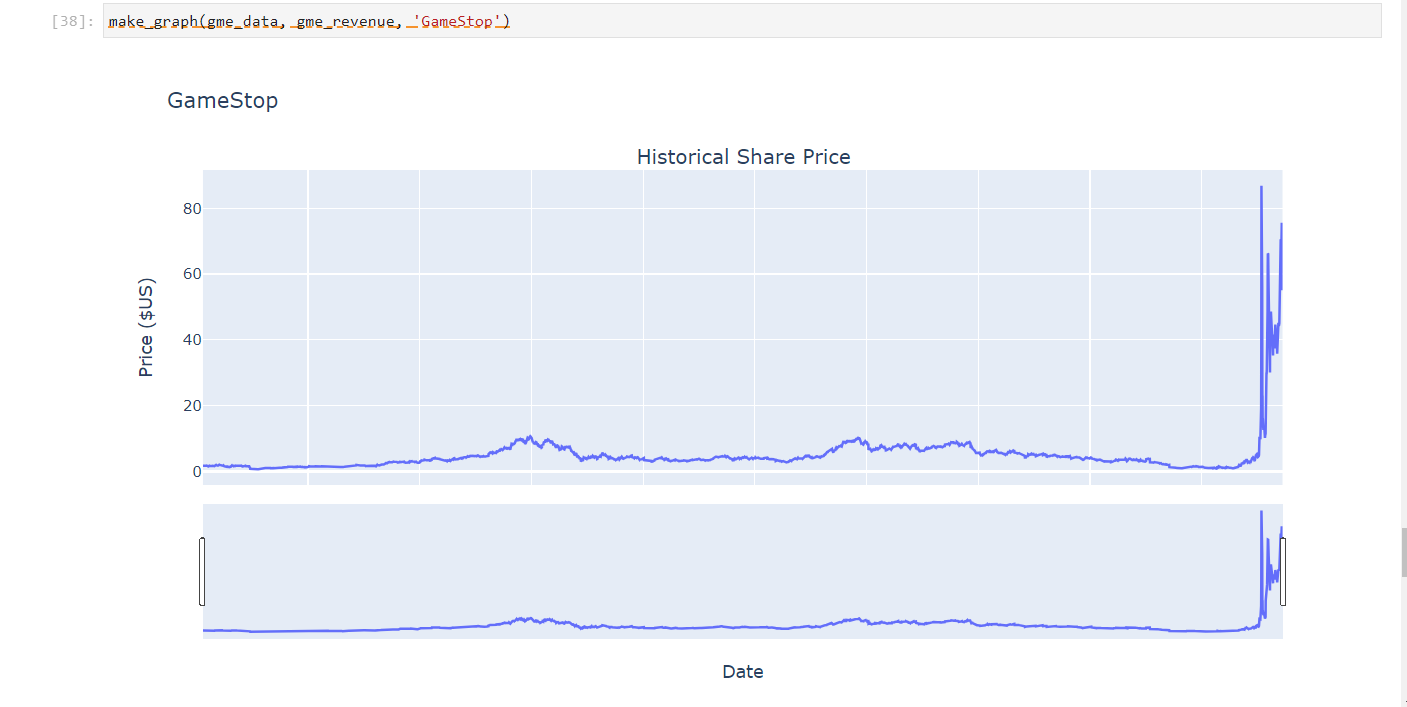 [38]: make_graph(gme_data, gme_revenue, 'GameStop')
GameStop
Historical Share Price
80
60
40
20
0
Price ($US)
Date